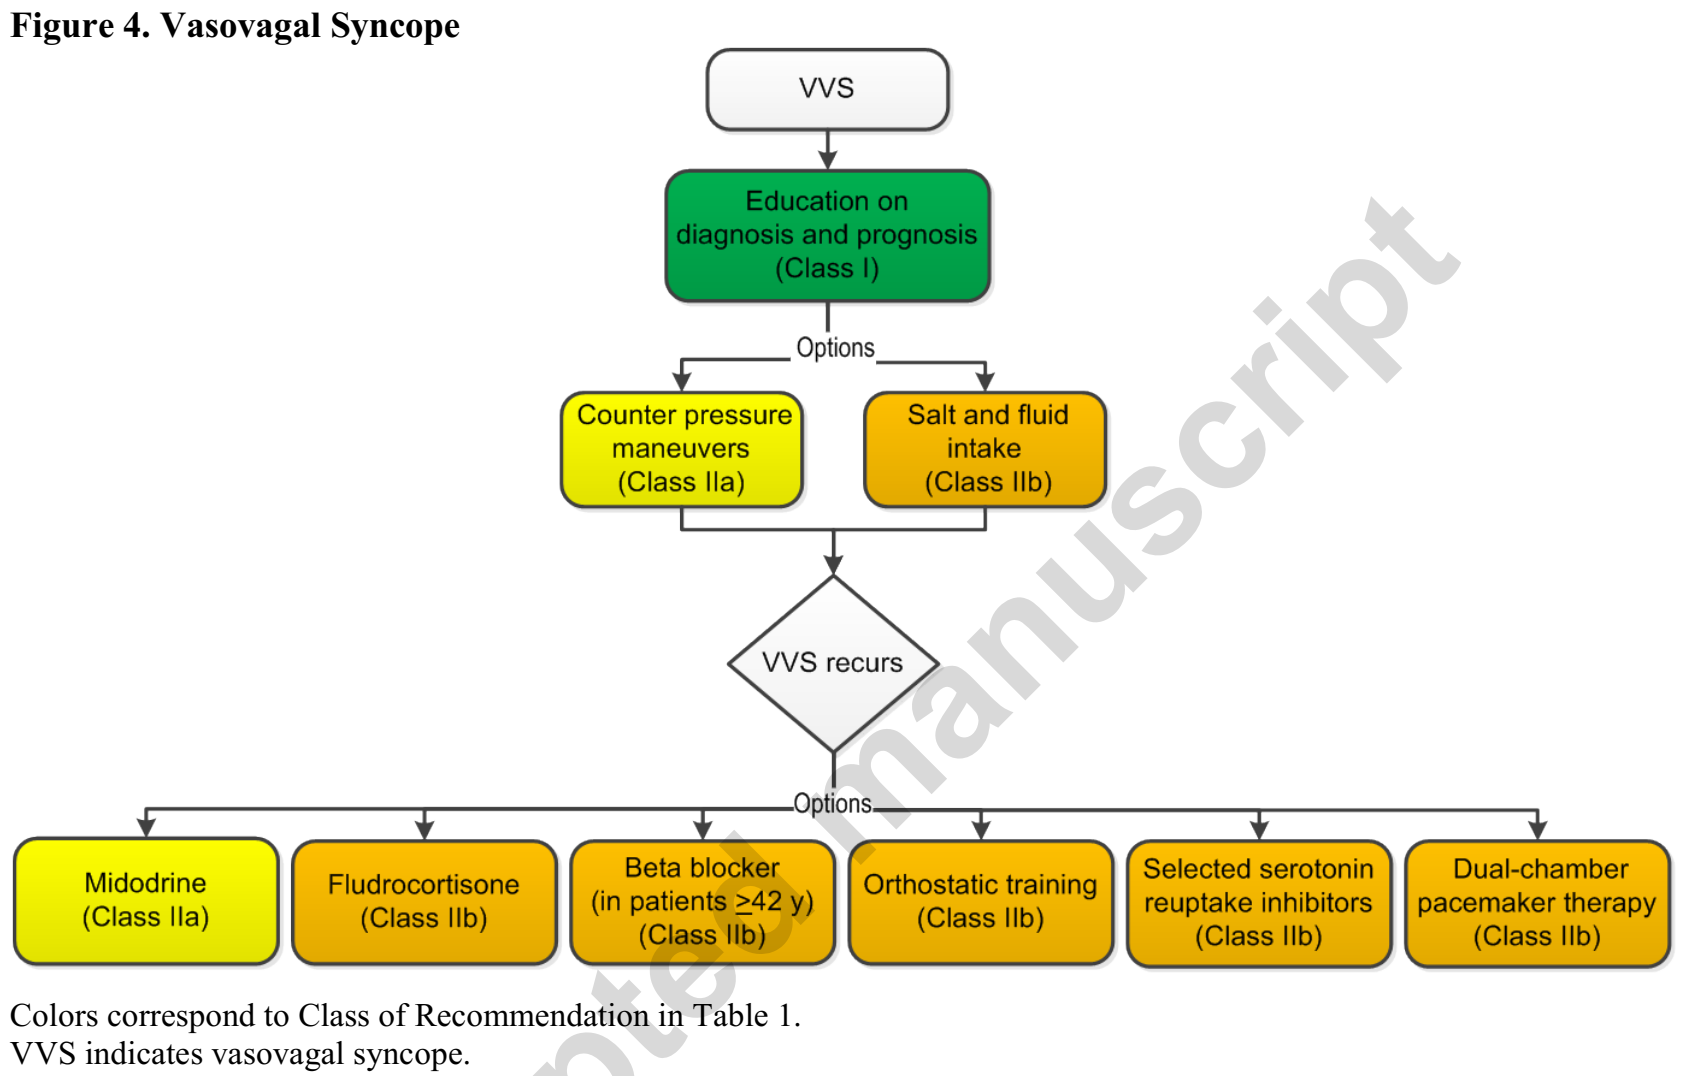 Figure 4. Vasovagal Syncope
VVS
Education on
diagnosis and prognosis
(Class I)
Options
Counter pressure
maneuvers
(Class IIa)
Salt and fluid
intake
(Class IIb)
VVS recurs
Options
Midodrine
(Class IIa)
Fludrocortisone
(Class IIb)
Beta blocker
(in patients ≥42 y)
(Class IIb)
Orthostatic training
(Class IIb)
Selected serotonin
reuptake inhibitors
(Class IIb)
Dual-chamber
pacemaker therapy
(Class IIb)
Colors correspond to Class of Recommendation in Table 1.
VVS indicates vasovagal syncope.
pted manuscript